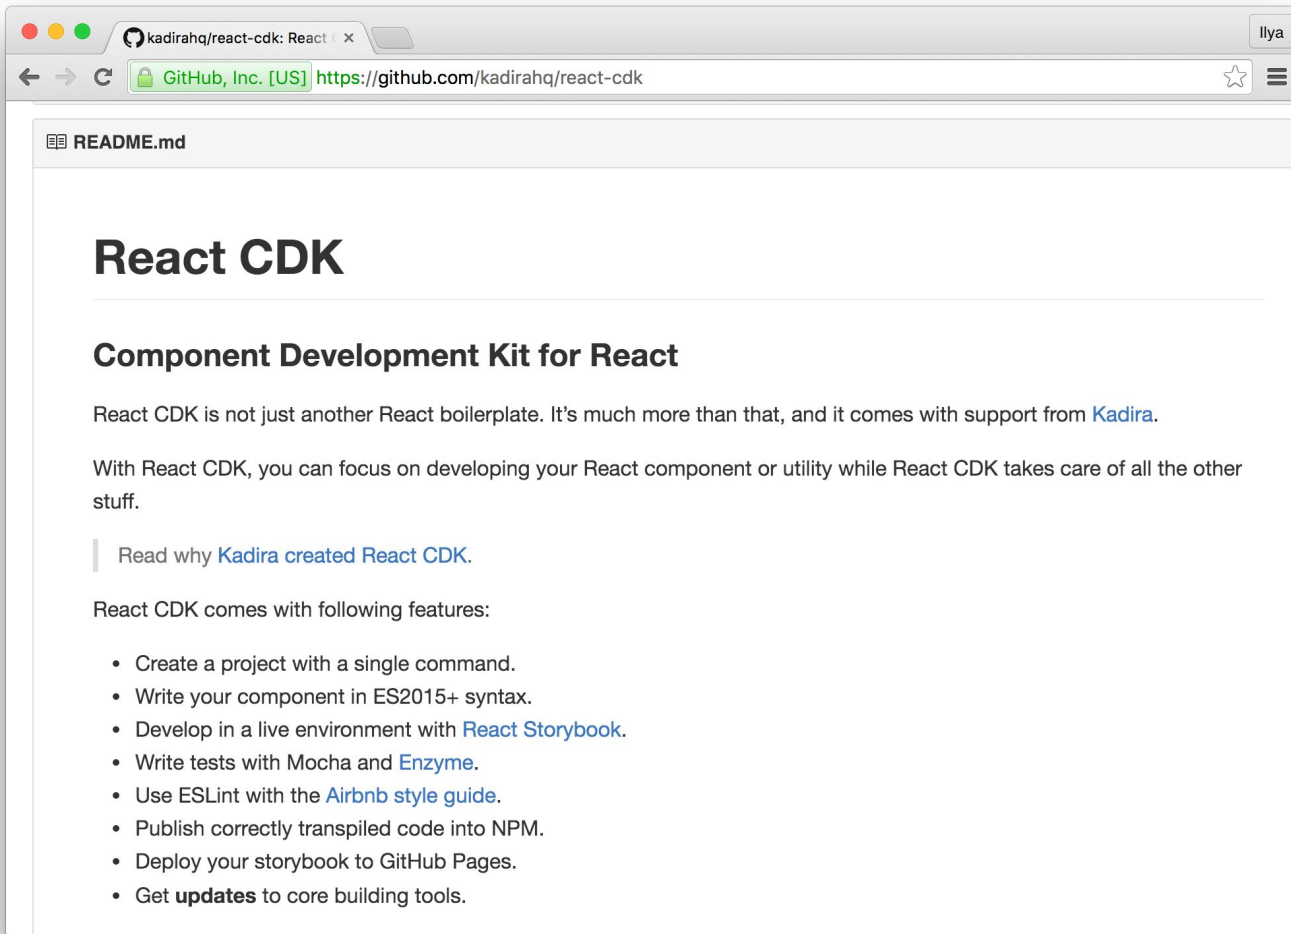 kadirahq/react-cdk: React
Ilya
GitHub, Inc. [US] https://github.com/kadirahq/react-cdk
README.md
React CDK
Component Development Kit for React
React CDK is not just another React boilerplate. It’s much more than that, and it comes with support from Kadira.
With React CDK, you can focus on developing your React component or utility while React CDK takes care of all the other
stuff.
Read why Kadira created React CDK.
React CDK comes with following features:
• Create a project with a single command.
• Write your component in ES2015+ syntax.
• Develop in a live environment with React Storybook.
• Write tests with Mocha and Enzyme.
• Use ESLint with the Airbnb style guide.
• Publish correctly transpiled code into NPM.
• Deploy your storybook to GitHub Pages.
• Get updates to core building tools.